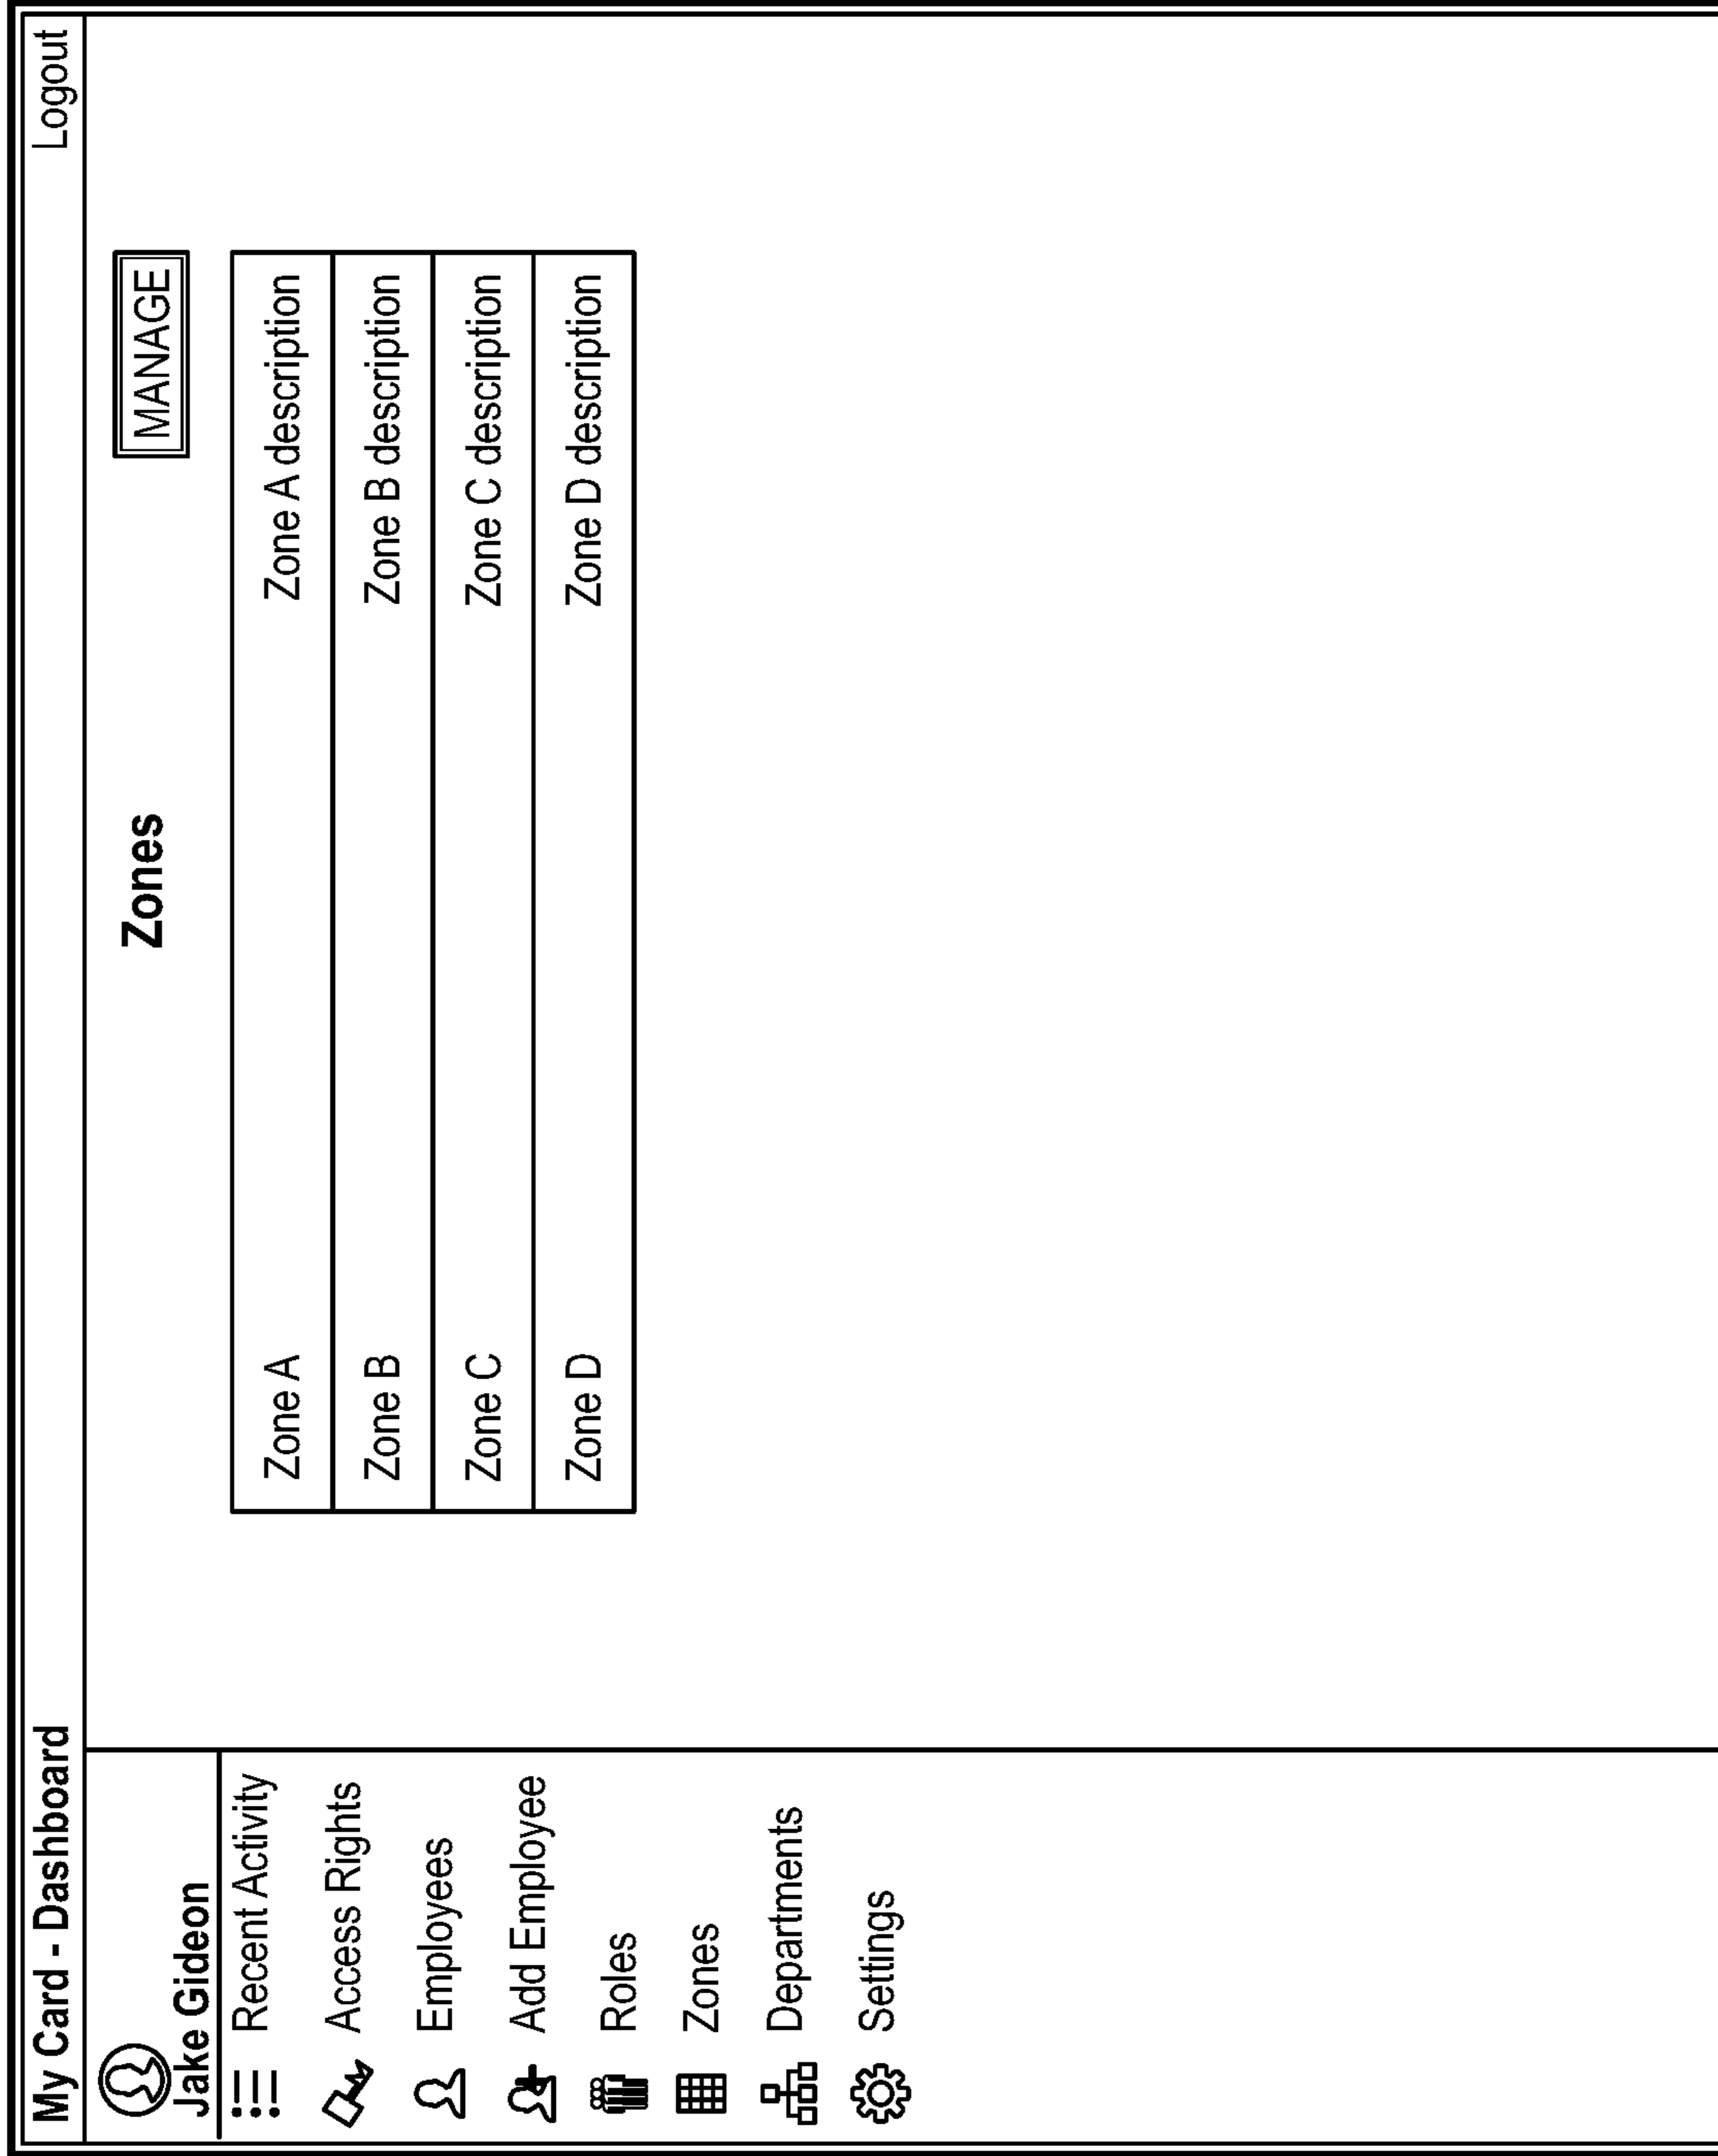 My Card - Dashboard Logout
Jake Gideon
Recent Activity
Access Rights
Employees
Add Employee
Roles
Zones
Departments
Settings
Zones MANAGE
Zone A Zone A description
Zone B Zone B description
Zone C Zone C description
Zone D Zone D description